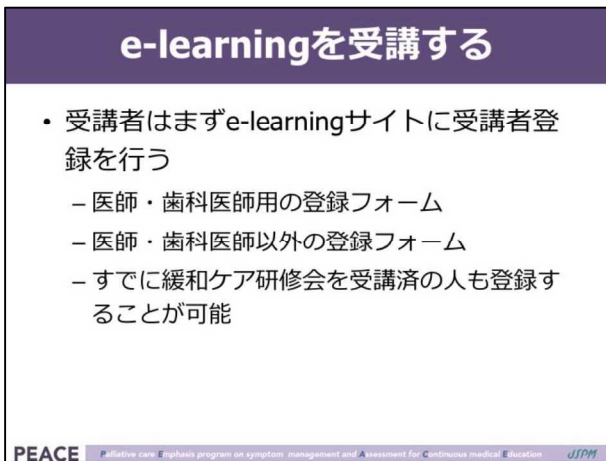 e-learningを受講する
• 受講者はまずe-learningサイトに受講者登
録を行う
– 医師・歯科医師用の登録フォーム
– 医師・歯科医師以外の登録フォーム
– すでに緩和ケア研修会を受講済の人も登録す
ることが可能
PEACE Palliative care Emphasis program on symptom management and Assessment for Continuous medical Education JSPM